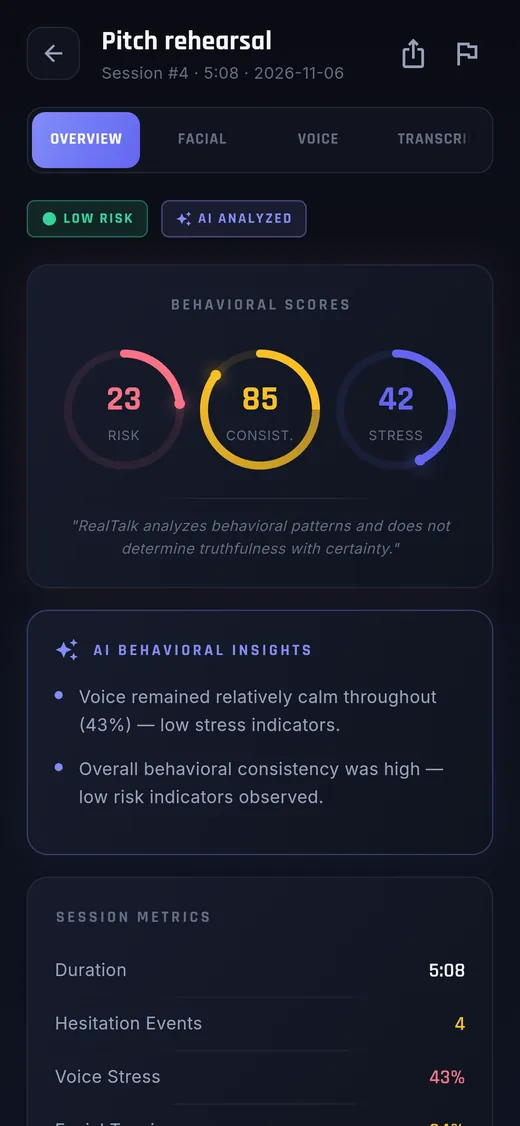 Pitch rehearsal
Session #4 · 5:08 · 2026-11-06
OVERVIEW
FACIAL
VOICE
LOW RISK
AI ANALYZED
BEHAVIORAL SCORES
23
RISK
85
CONSIST.
42
STRESS
"RealTalk analyzes behavioral patterns and does not
determine truthfulness with certainty."
AI BEHAVIORAL INSIGHTS
Voice remained relatively calm throughout
(43%) — low stress indicators.
Overall behavioral consistency was high —
low risk indicators observed.
SESSION METRICS
Duration 5:08
Hesitation Events 4
Voice Stress 43%